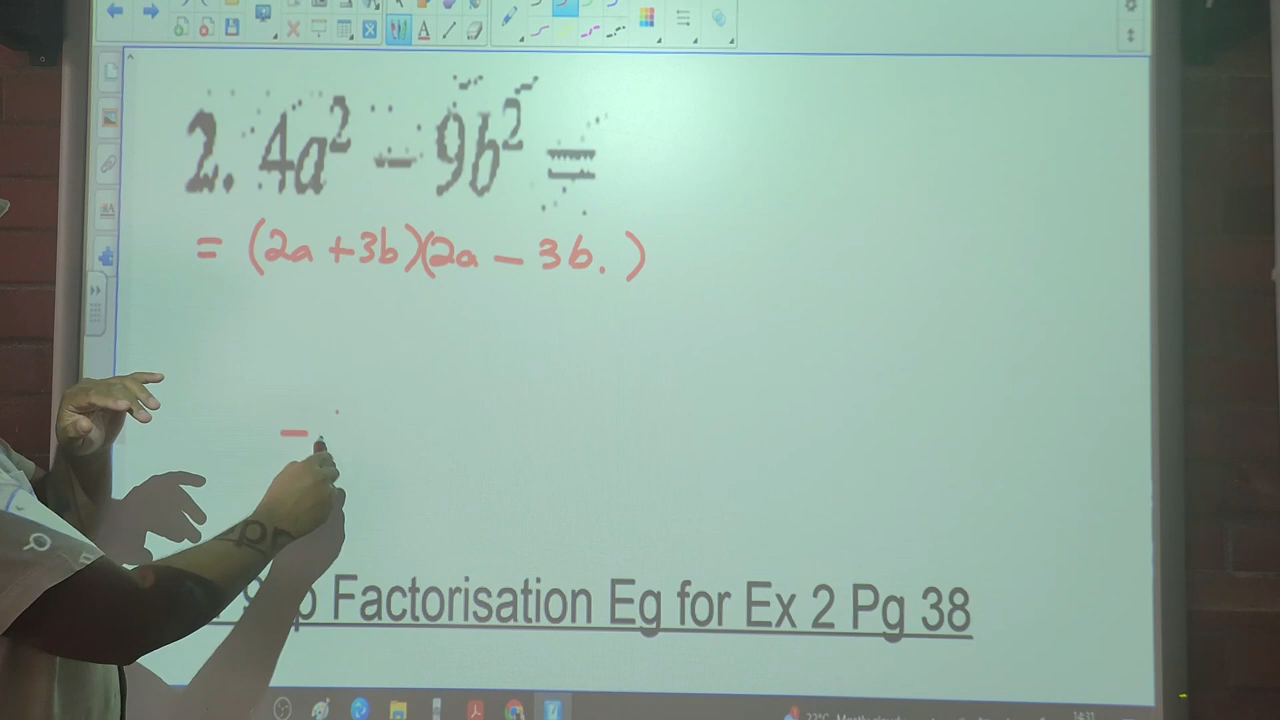 2. 4a² – 9b² =
= (2a + 3b)(2a – 3b. )
–
Factorisation Eg for Ex 2 Pg 38